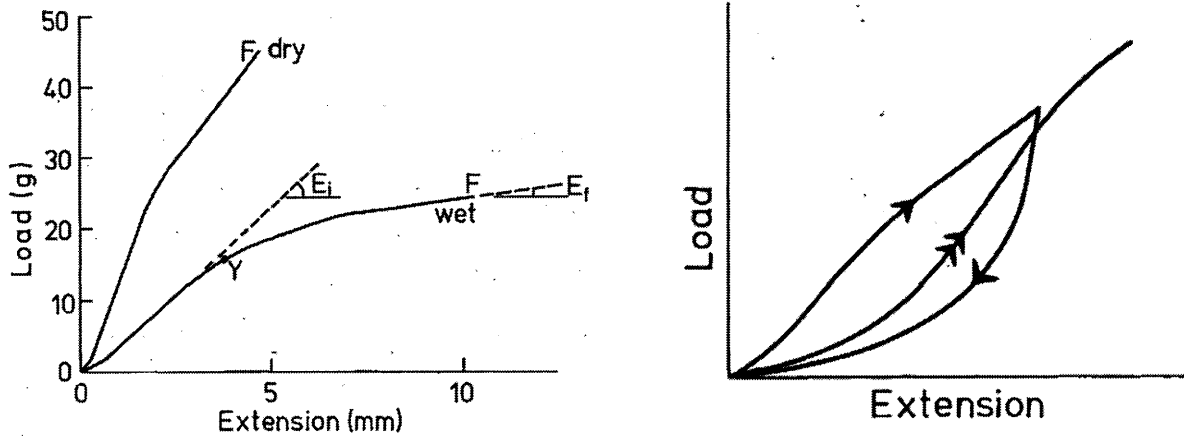 50
40
30
20
10
0
Load (g)
F dry
Ei
Y
F
wet
Ef
0
5
10
Extension (mm)
Load
Extension